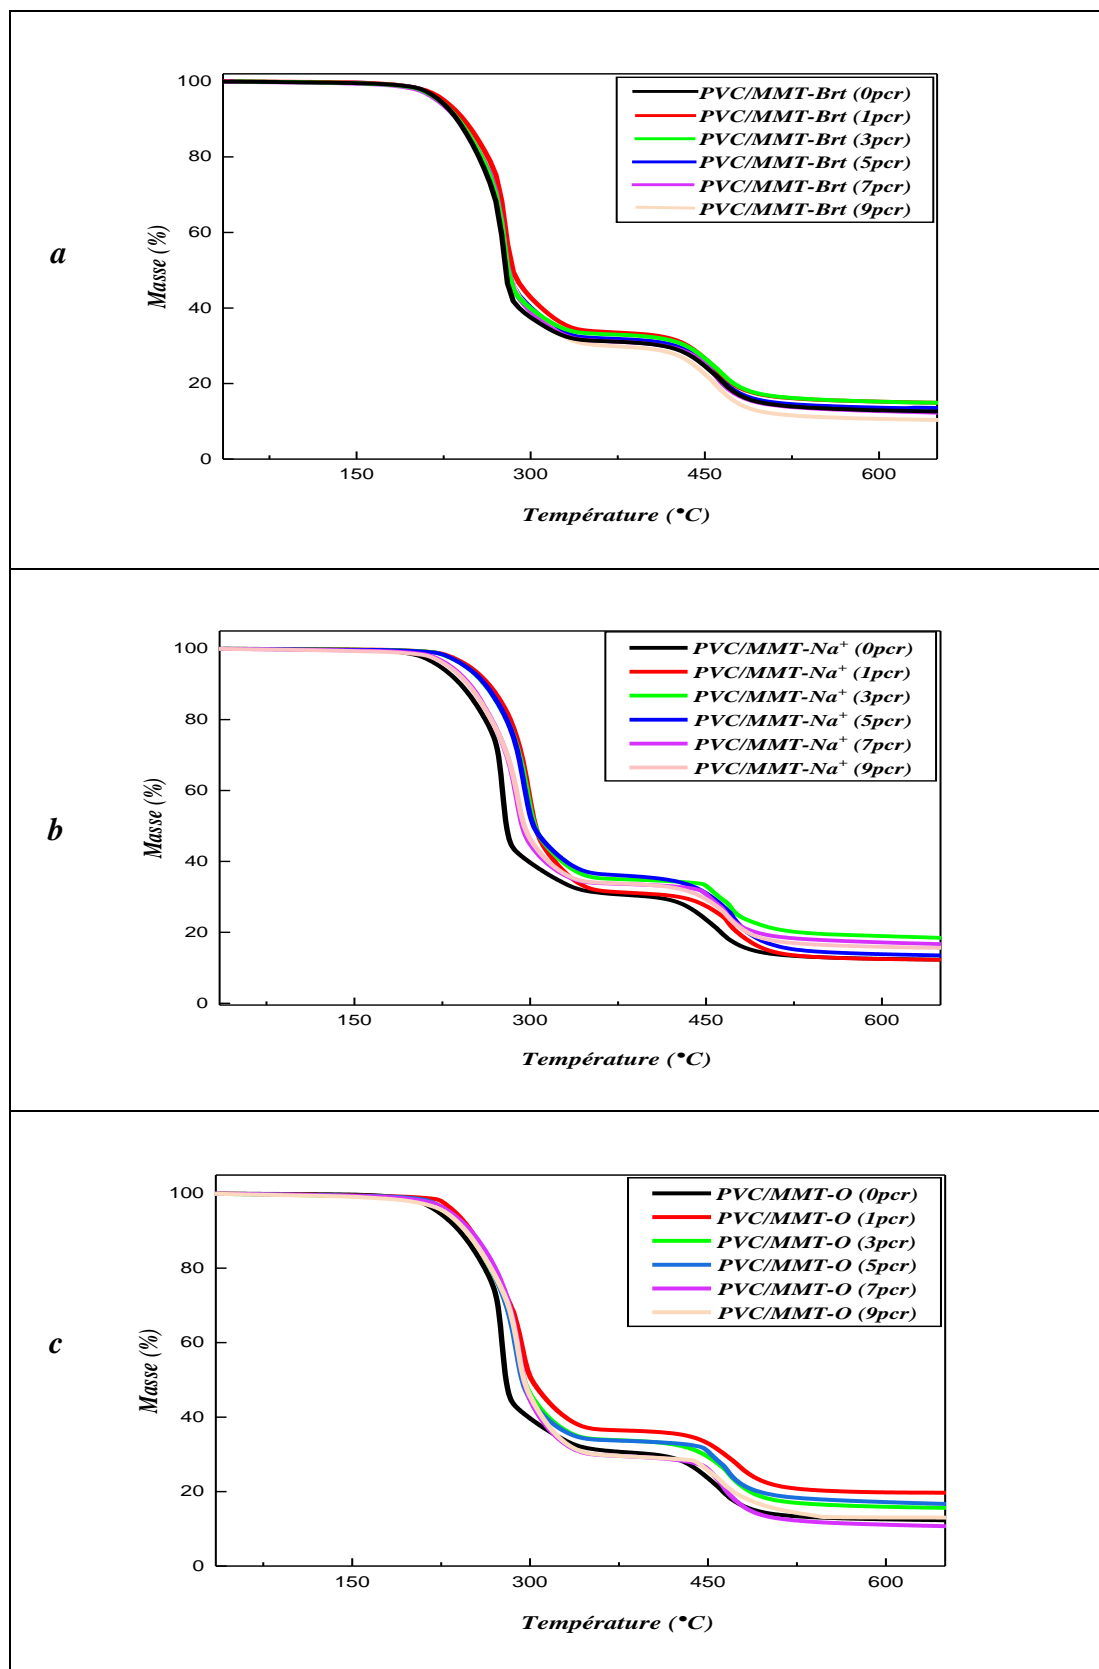 100
80
60
40
20
0
150 300 450 600
Masse (%)
Température (°C)
a
PVC/MMT-Brt (0pcr)
PVC/MMT-Brt (1pcr)
PVC/MMT-Brt (3pcr)
PVC/MMT-Brt (5pcr)
PVC/MMT-Brt (7pcr)
PVC/MMT-Brt (9pcr)
100
80
60
40
20
0
150 300 450 600
Masse (%)
Température (°C)
b
PVC/MMT-Na⁺ (0pcr)
PVC/MMT-Na⁺ (1pcr)
PVC/MMT-Na⁺ (3pcr)
PVC/MMT-Na⁺ (5pcr)
PVC/MMT-Na⁺ (7pcr)
PVC/MMT-Na⁺ (9pcr)
100
80
60
40
20
0
150 300 450 600
Masse (%)
Température (°C)
c
PVC/MMT-O (0pcr)
PVC/MMT-O (1pcr)
PVC/MMT-O (3pcr)
PVC/MMT-O (5pcr)
PVC/MMT-O (7pcr)
PVC/MMT-O (9pcr)